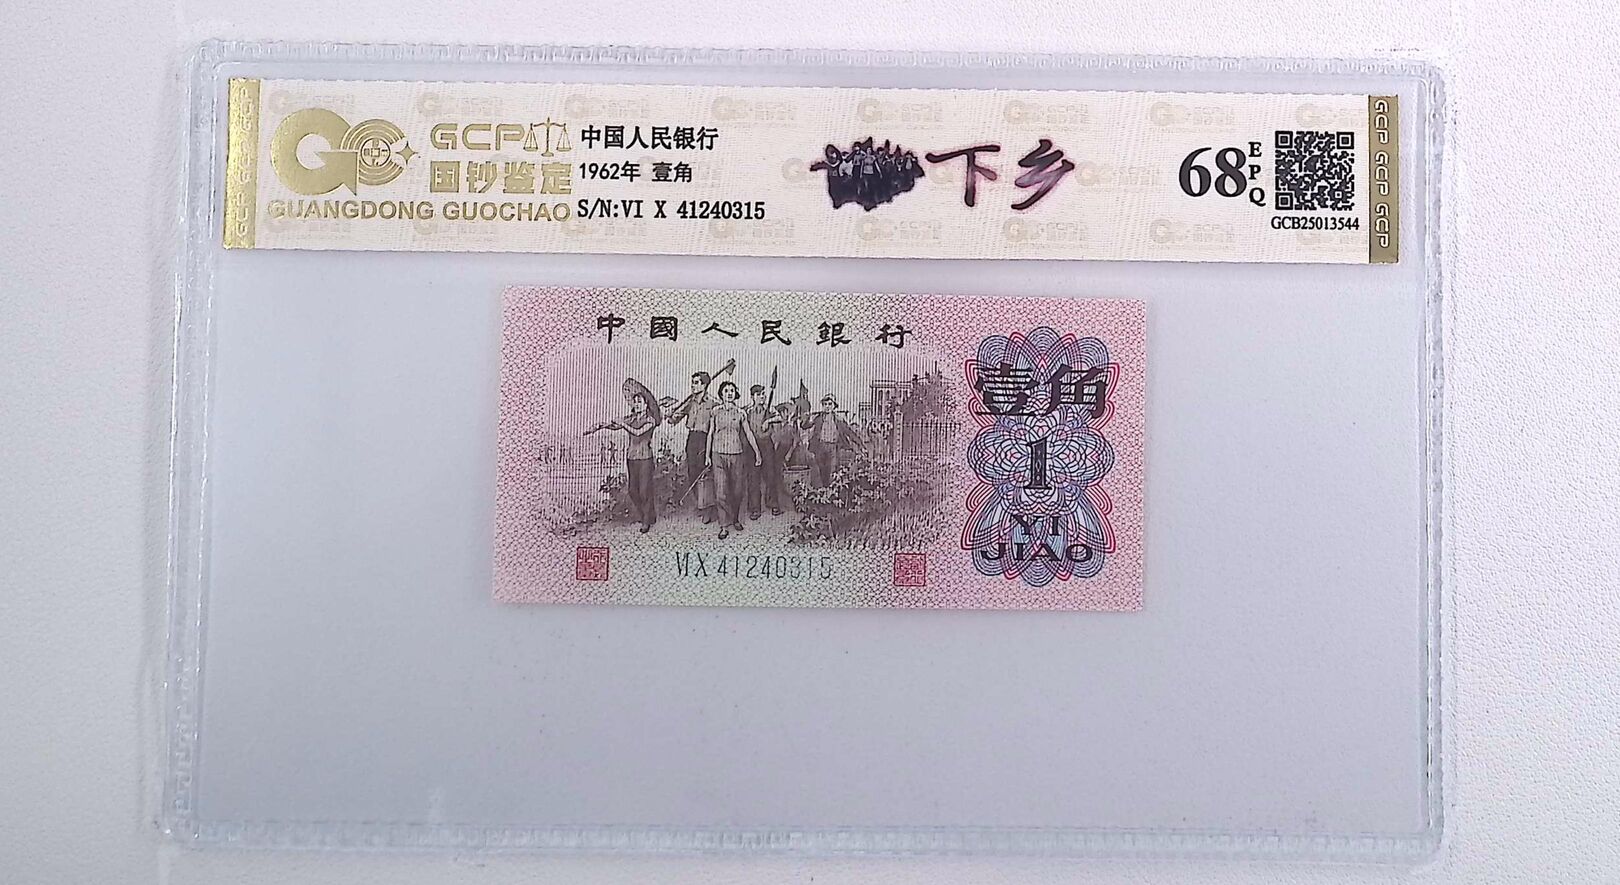 GCP
国钞鉴定
GUANGDONG GUOCHAO
中国人民银行
1962年 壹角
S/N:VI X 41240315
下乡
68
EPQ
GCB25013544
GCP GCP GCP
中國人民銀行
壹角
1
YI
JIAO
VI X 41240315